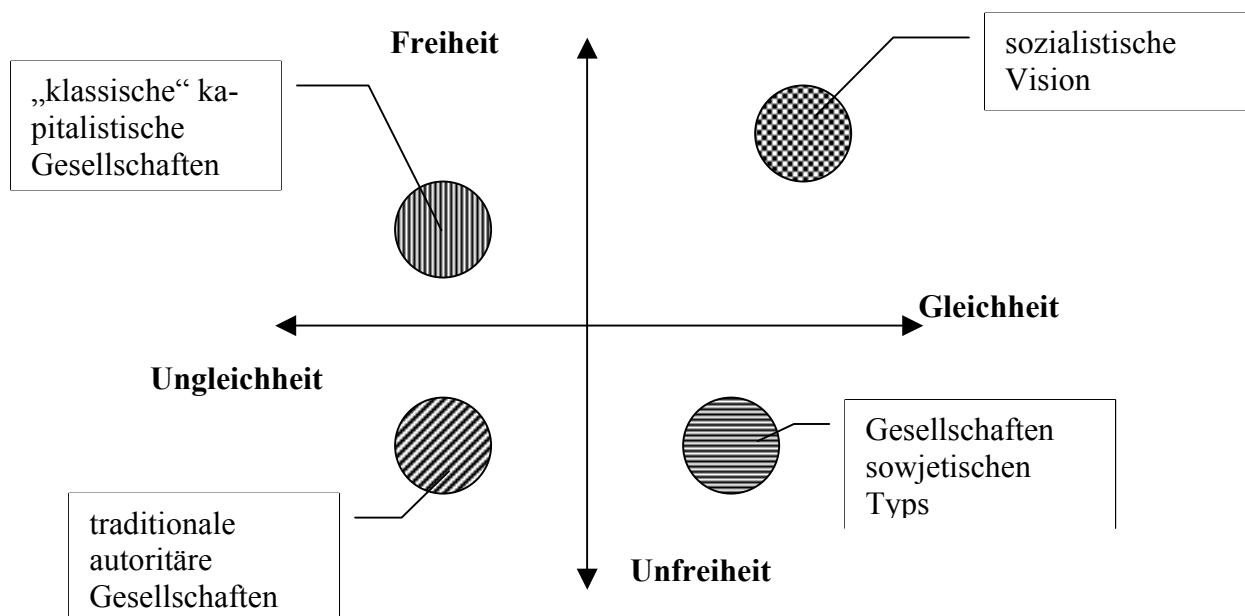 Freiheit
sozialistische
Vision
„klassische“ ka-
pitalistische
Gesellschaften
Gleichheit
Ungleichheit
Gesellschaften
sowjetischen
Typs
traditionale
autoritäre
Gesellschaften
Unfreiheit